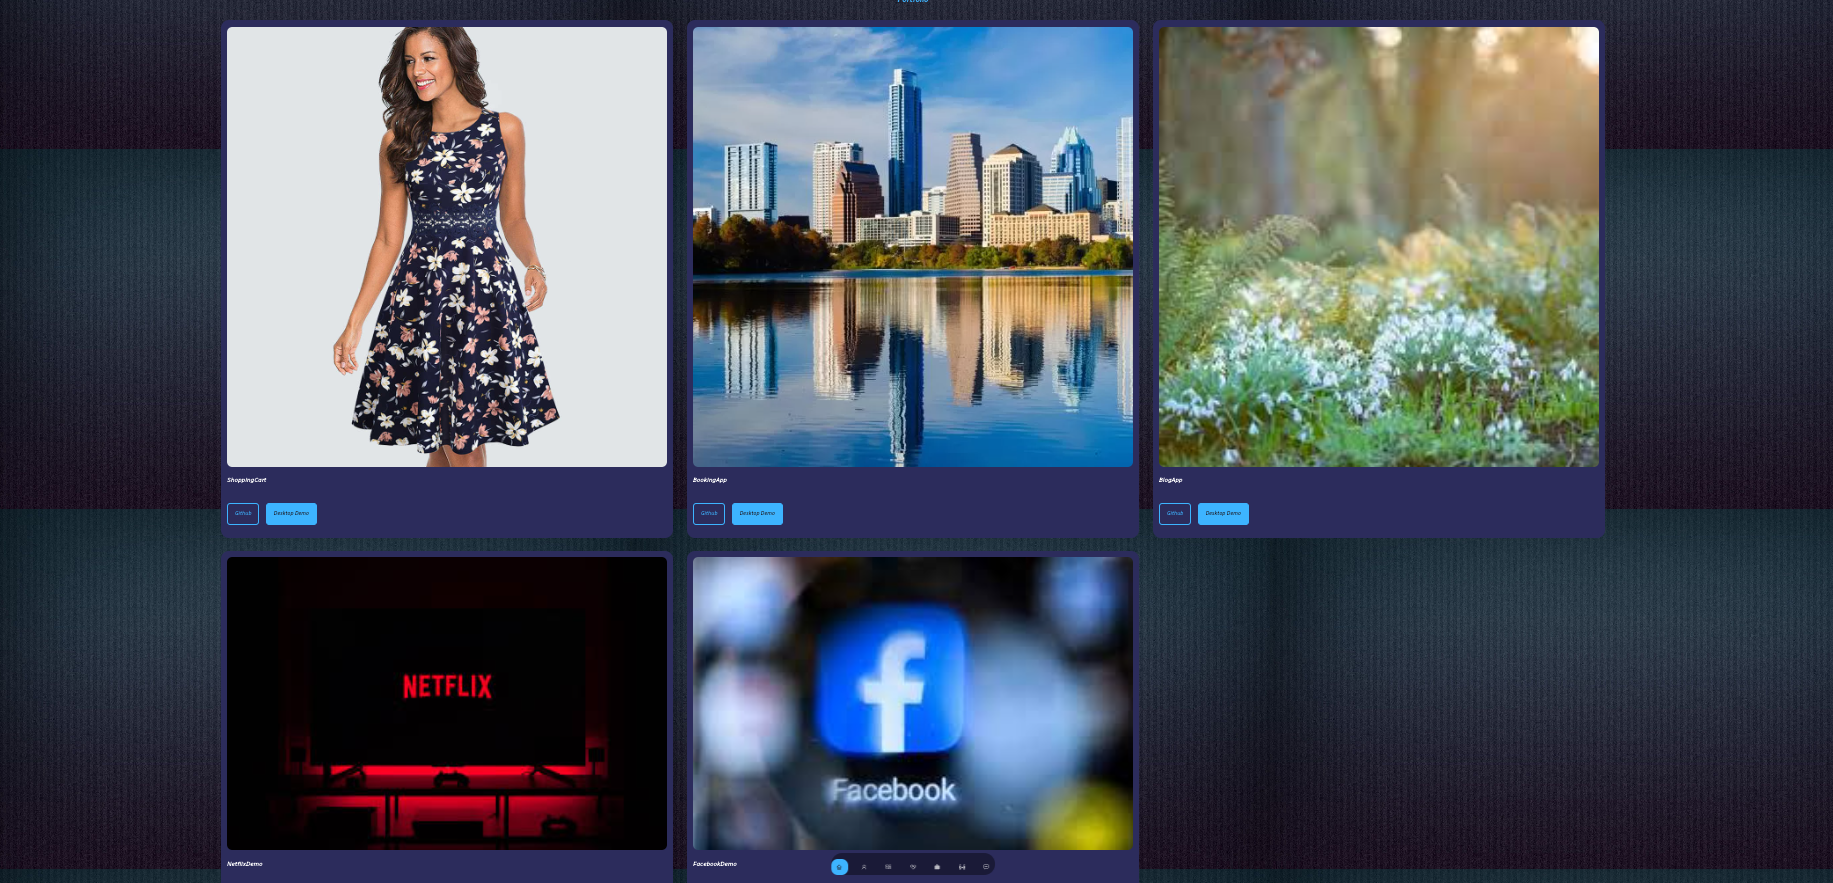 Portfolio
ShoppingCart
Github
Desktop Demo
BookingApp
Github
Desktop Demo
BlogApp
Github
Desktop Demo
NETFLIX
NetflixDemo
Facebook
FacebookDemo